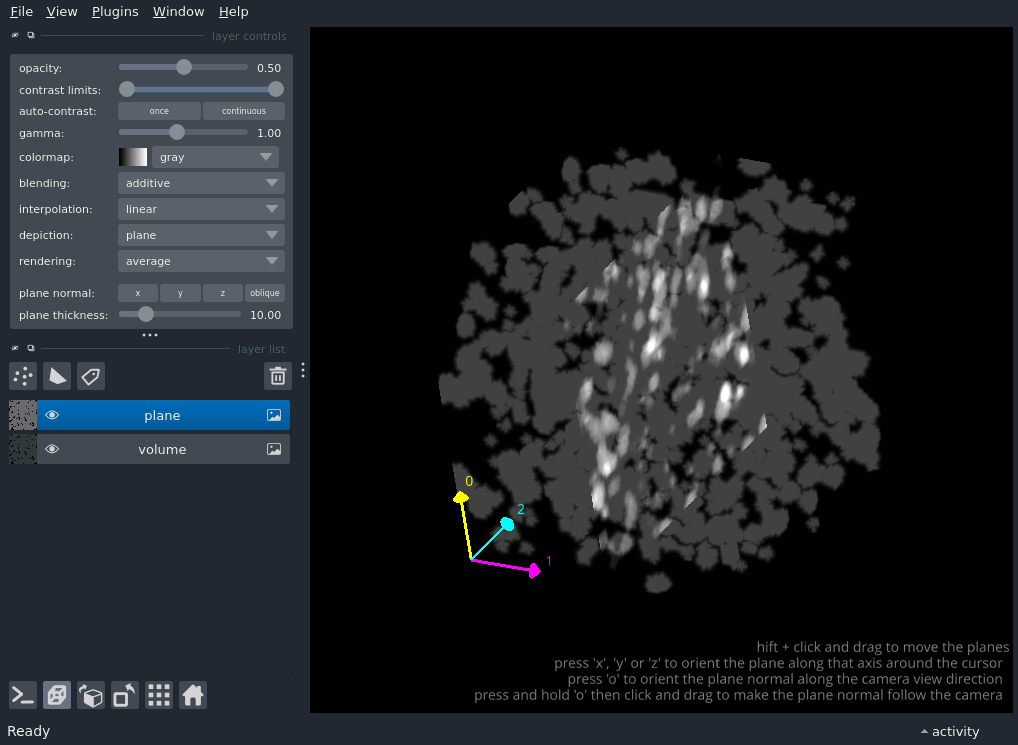 File View Plugins Window Help
layer controls
opacity: 0.50
contrast limits:
auto-contrast: once continuous
gamma: 1.00
colormap: gray
blending: additive
interpolation: linear
depiction: plane
rendering: average
plane normal: x y z oblique
plane thickness: 10.00
layer list
plane
volume
0
2
1
hift + click and drag to move the planes
press 'x', 'y' or 'z' to orient the plane along that axis around the cursor
press 'o' to orient the plane normal along the camera view direction
press and hold 'o' then click and drag to make the plane normal follow the camera
Ready activity